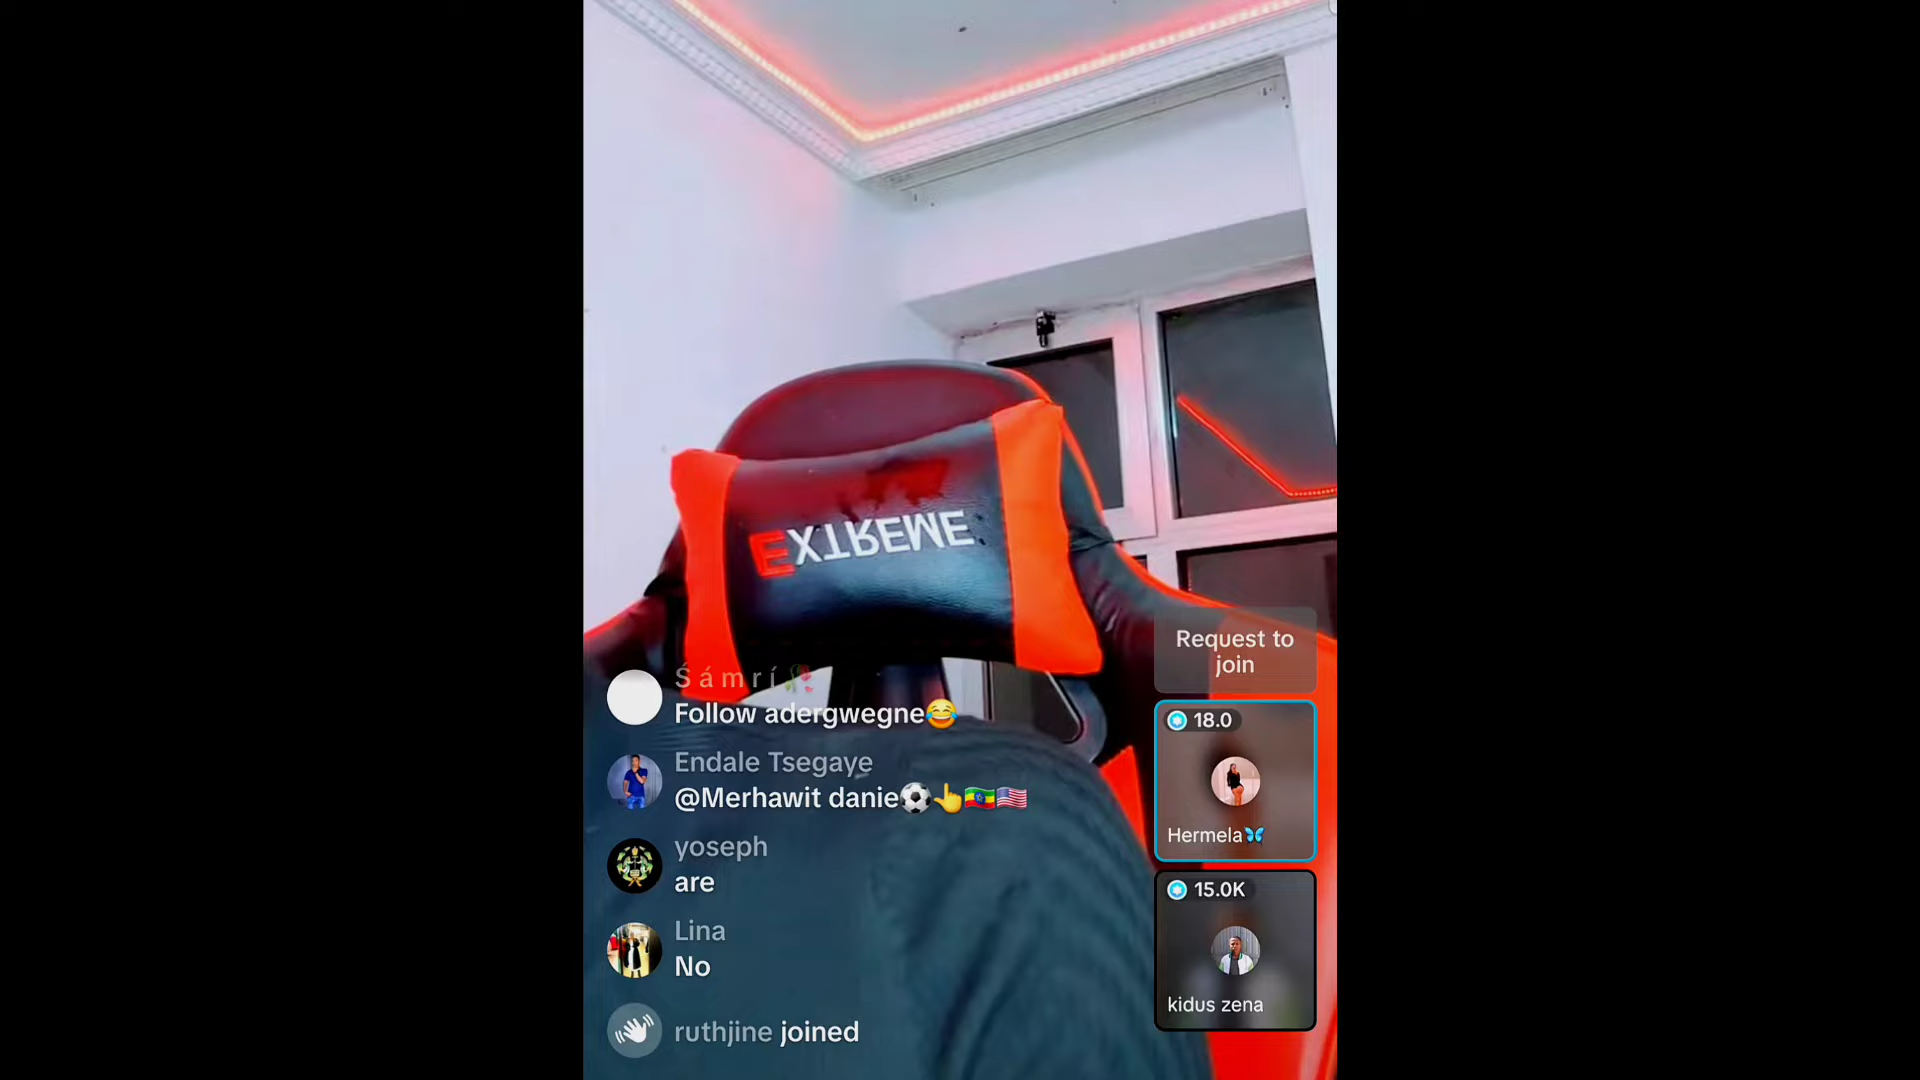 EXTREME
Ś á m r í🥀
Follow adergwegne😂
Endale Tsegaye
@Merhawit danie⚽👆🇪🇹🇺🇸
yoseph
are
Lina
No
ruthjine joined
Request to
join
18.0
Hermela🦋
15.0K
kidus zena